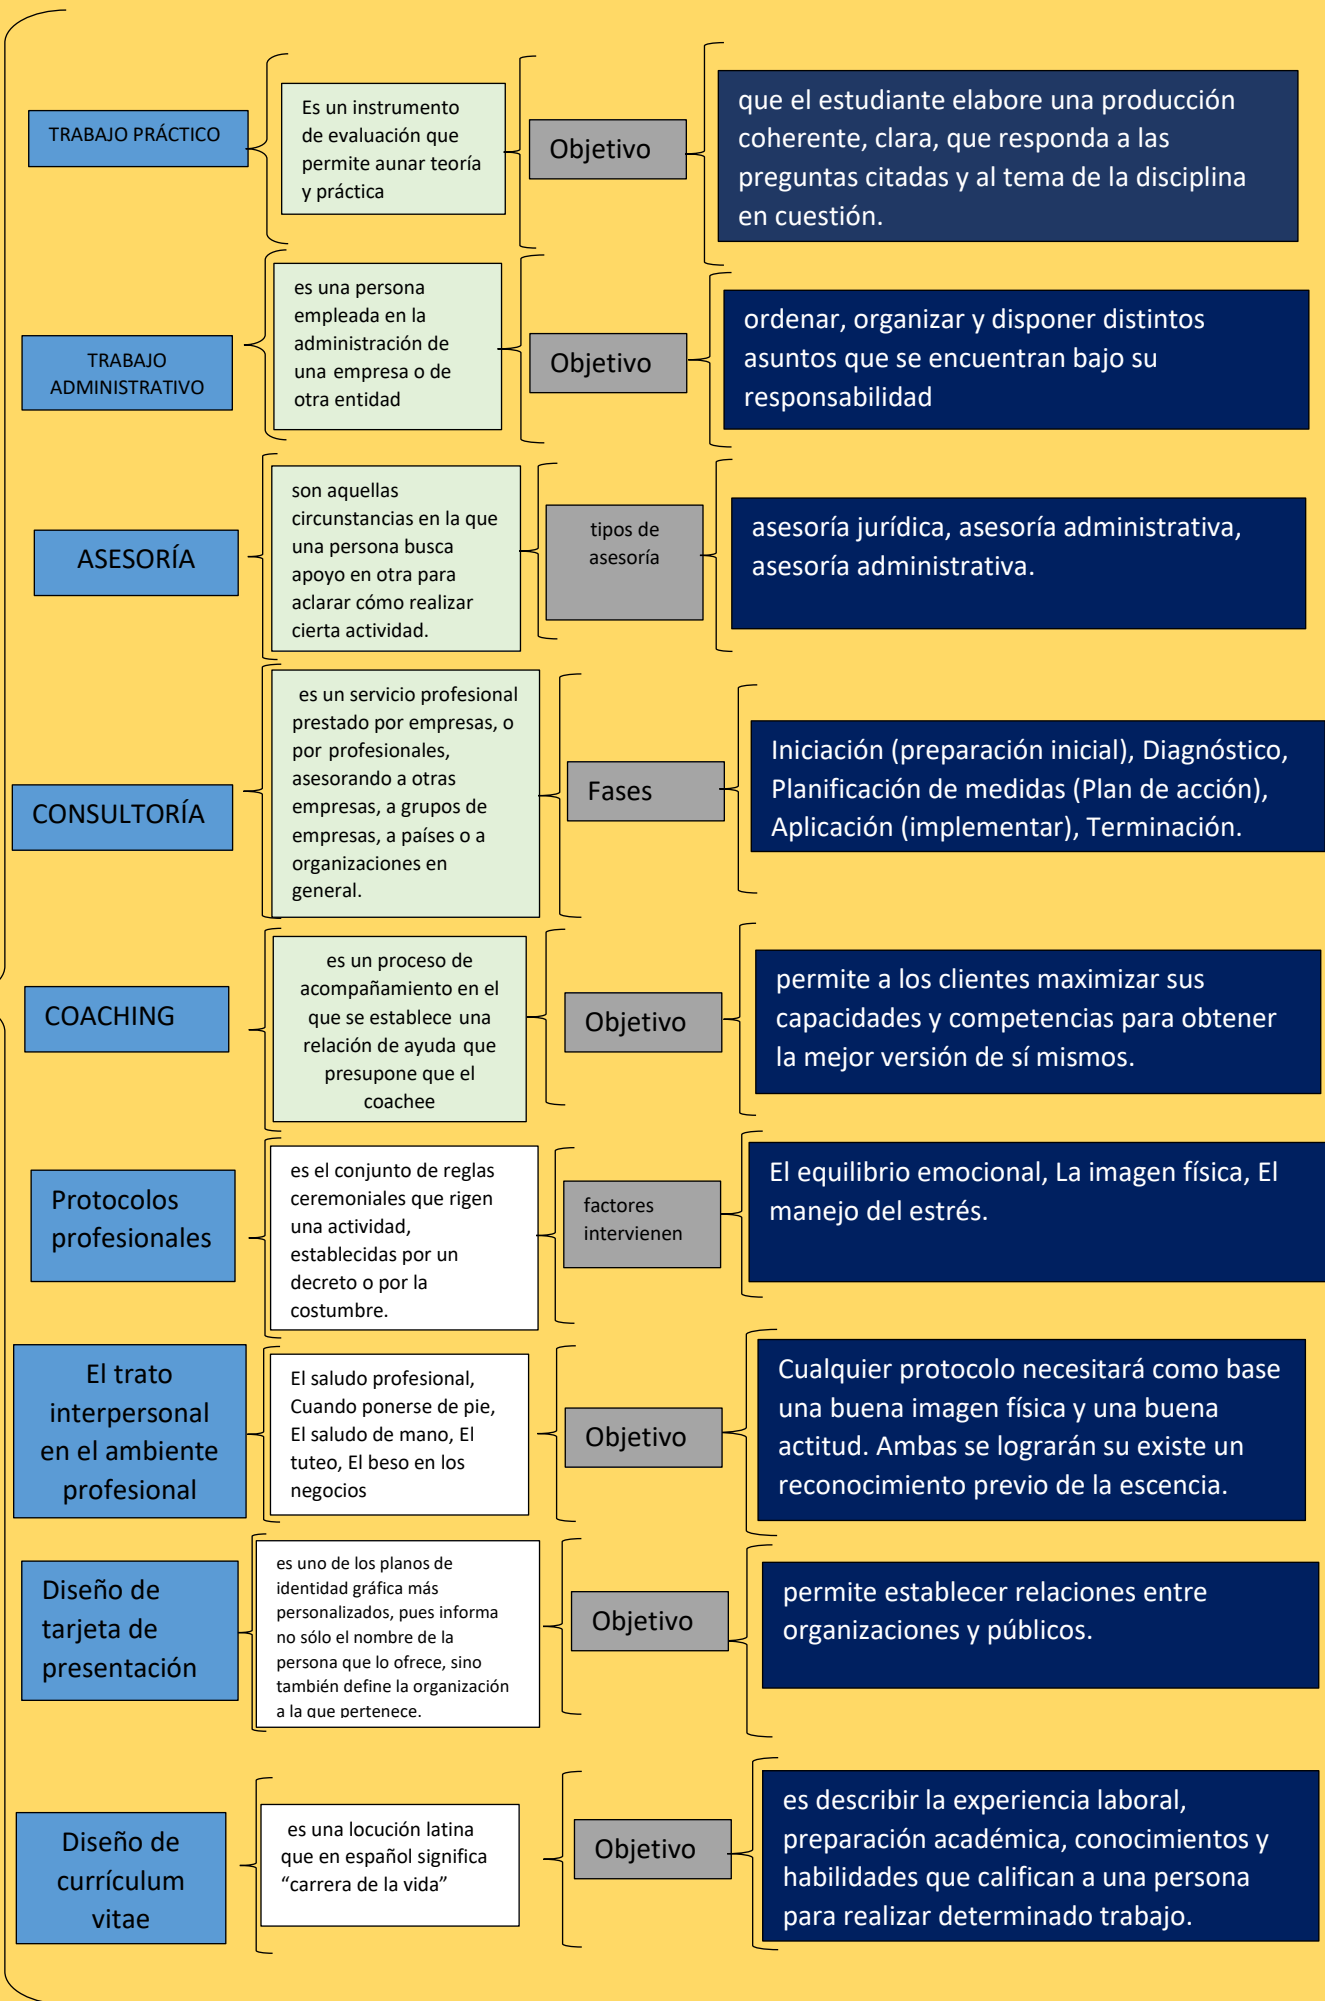 TRABAJO PRÁCTICO
Es un instrumento
de evaluación que
permite aunar teoría
y práctica
Objetivo
que el estudiante elabore una producción
coherente, clara, que responda a las
preguntas citadas y al tema de la disciplina
en cuestión.
TRABAJO
ADMINISTRATIVO
es una persona
empleada en la
administración de
una empresa o de
otra entidad
Objetivo
ordenar, organizar y disponer distintos
asuntos que se encuentran bajo su
responsabilidad
ASESORÍA
son aquellas
circunstancias en la que
una persona busca
apoyo en otra para
aclarar cómo realizar
cierta actividad.
tipos de
asesoría
asesoría jurídica, asesoría administrativa,
asesoría administrativa.
CONSULTORÍA
es un servicio profesional
prestado por empresas, o
por profesionales,
asesorando a otras
empresas, a grupos de
empresas, a países o a
organizaciones en
general.
Fases
Iniciación (preparación inicial), Diagnóstico,
Planificación de medidas (Plan de acción),
Aplicación (implementar), Terminación.
COACHING
es un proceso de
acompañamiento en el
que se establece una
relación de ayuda que
presupone que el
coachee
Objetivo
permite a los clientes maximizar sus
capacidades y competencias para obtener
la mejor versión de sí mismos.
Protocolos
profesionales
es el conjunto de reglas
ceremoniales que rigen
una actividad,
establecidas por un
decreto o por la
costumbre.
factores
intervienen
El equilibrio emocional, La imagen física, El
manejo del estrés.
El trato
interpersonal
en el ambiente
profesional
El saludo profesional,
Cuando ponerse de pie,
El saludo de mano, El
tuteo, El beso en los
negocios
Objetivo
Cualquier protocolo necesitará como base
una buena imagen física y una buena
actitud. Ambas se lograrán su existe un
reconocimiento previo de la escencia.
Diseño de
tarjeta de
presentación
es uno de los planos de
identidad gráfica más
personalizados, pues informa
no sólo el nombre de la
persona que lo ofrece, sino
también define la organización
a la que pertenece.
Objetivo
permite establecer relaciones entre
organizaciones y públicos.
Diseño de
currículum
vitae
es una locución latina
que en español significa
“carrera de la vida”
Objetivo
es describir la experiencia laboral,
preparación académica, conocimientos y
habilidades que califican a una persona
para realizar determinado trabajo.